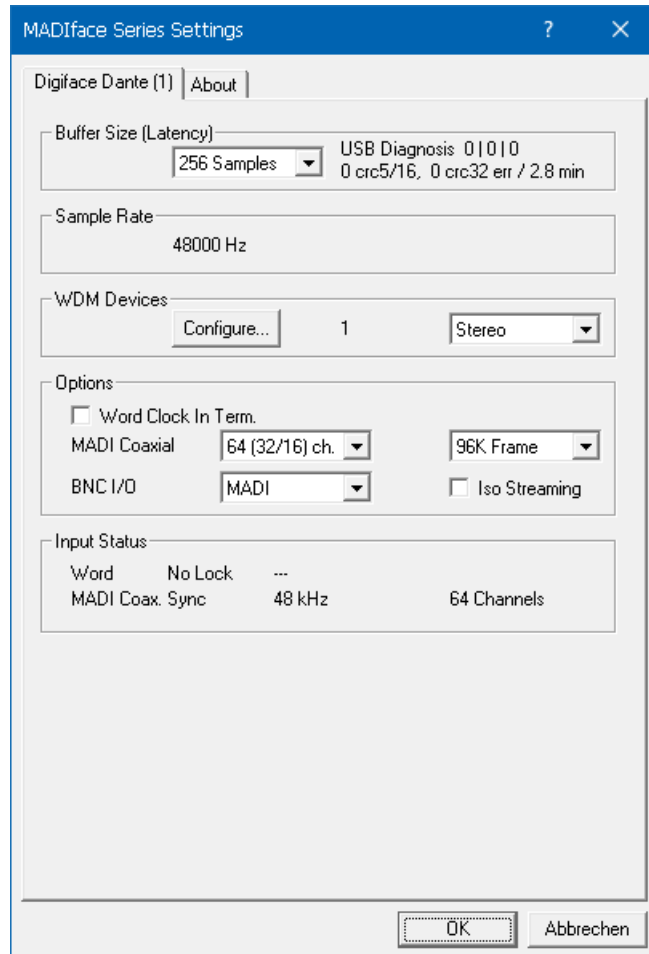 MADIface Series Settings ? ×
Digiface Dante (1) About
Buffer Size (Latency)
256 Samples
USB Diagnosis 0|0|0
0 crc5/16, 0 crc32 err / 2.8 min
Sample Rate
48000 Hz
WDM Devices
Configure... 1 Stereo
Options
Word Clock In Term.
MADI Coaxial 64 (32/16) ch. 96K Frame
BNC I/O MADI Iso Streaming
Input Status
Word No Lock ---
MADI Coax. Sync 48 kHz 64 Channels
OK Abbrechen